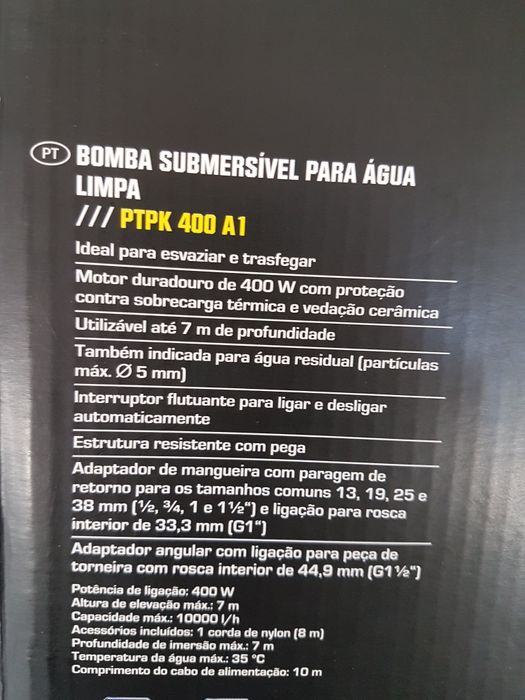 PT
BOMBA SUBMERSÍVEL PARA ÁGUA
LIMPA
/// PTPK 400 A1
Ideal para esvaziar e trasfegar
Motor duradouro de 400 W com proteção
contra sobrecarga térmica e vedação cerâmica
Utilizável até 7 m de profundidade
Também indicada para água residual (partículas
máx. Ø 5 mm)
Interruptor flutuante para ligar e desligar
automaticamente
Estrutura resistente com pega
Adaptador de mangueira com paragem de
retorno para os tamanhos comuns 13, 19, 25 e
38 mm (½, ¾, 1 e 1½“) e ligação para rosca
interior de 33,3 mm (G1“)
Adaptador angular com ligação para peça de
torneira com rosca interior de 44,9 mm (G1½“)
Potência de ligação: 400 W
Altura de elevação máx.: 7 m
Capacidade máx.: 10000 l/h
Acessórios incluídos: 1 corda de nylon (8 m)
Profundidade de imersão máx.: 7 m
Temperatura da água máx.: 35 °C
Comprimento do cabo de alimentação: 10 m